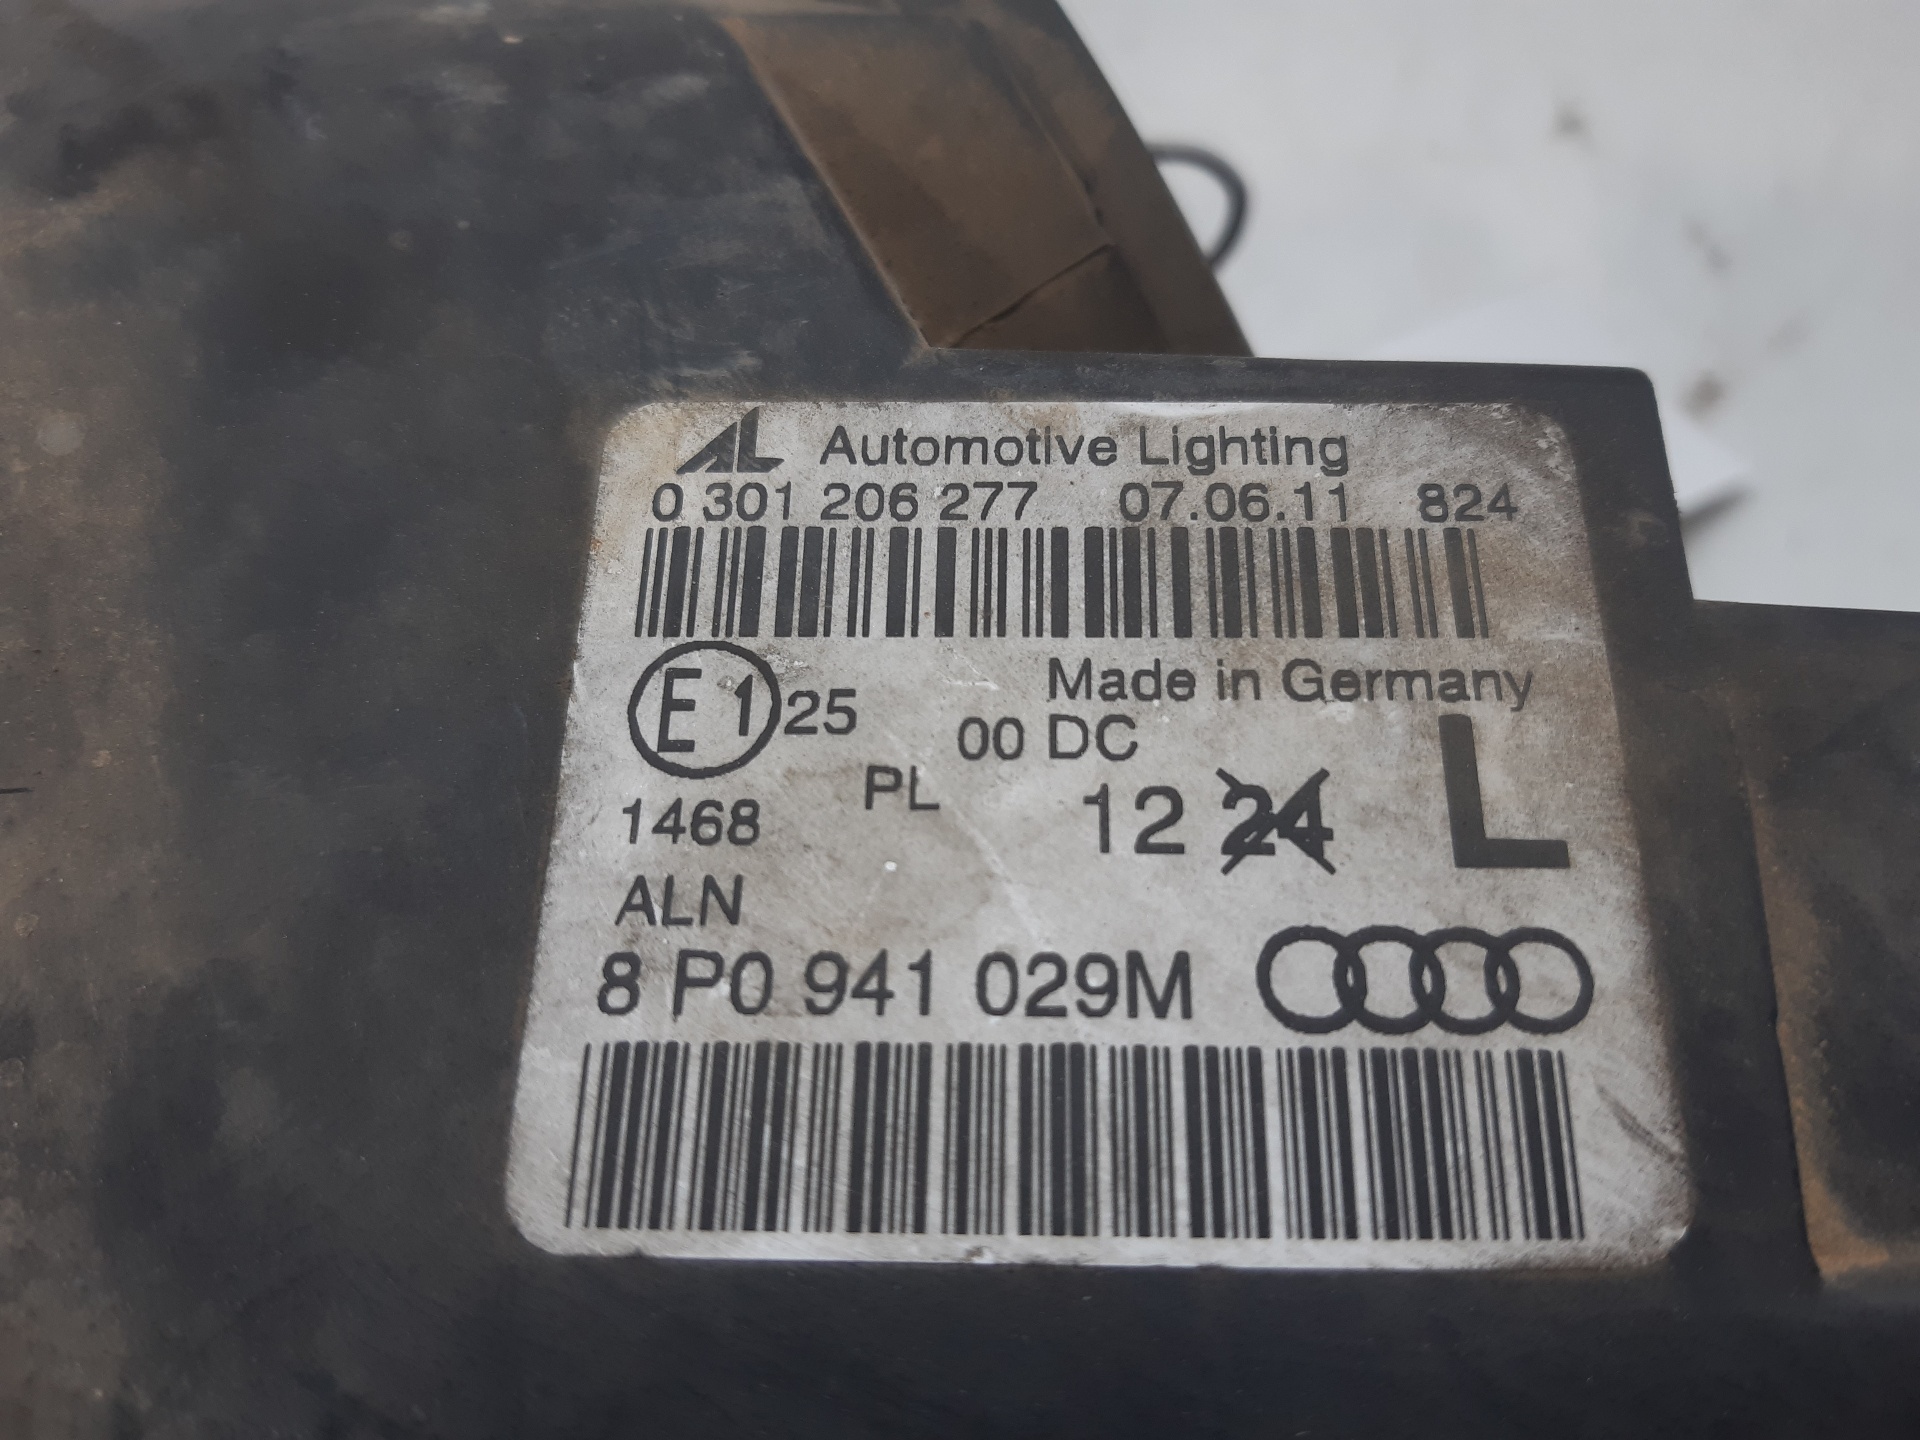 AL Automotive Lighting
0 301 206 277 07.06.11 824
Made in Germany
E1 25
00 DC
PL
12 24 L
1468
ALN
8 P0 941 029M